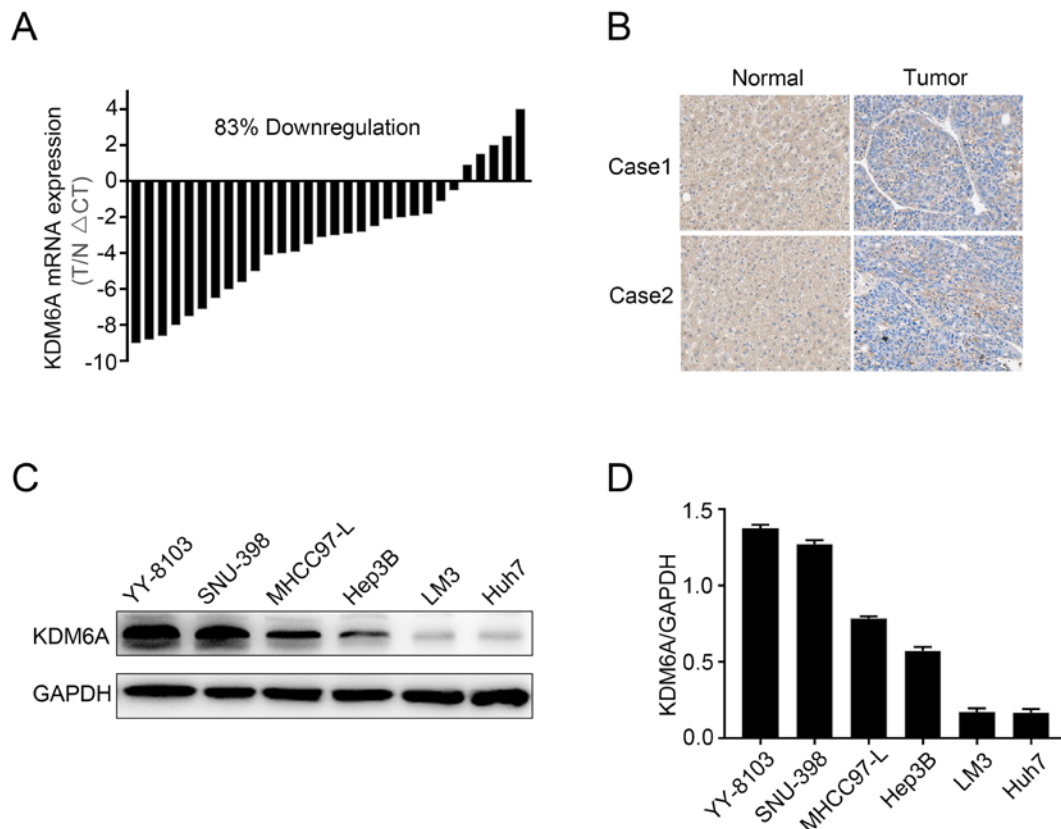 A
KDM6A mRNA expression
(T/N △CT)
4
2
0
-2
-4
-6
-8
-10
83% Downregulation
B
Normal
Tumor
Case1
Case2
C
YY-8103
SNU-398
MHCC97-L
Hep3B
LM3
Huh7
KDM6A
GAPDH
D
KDM6A/GAPDH
1.5
1.0
0.5
0.0
YY-8103
SNU-398
MHCC97-L
Hep3B
LM3
Huh7